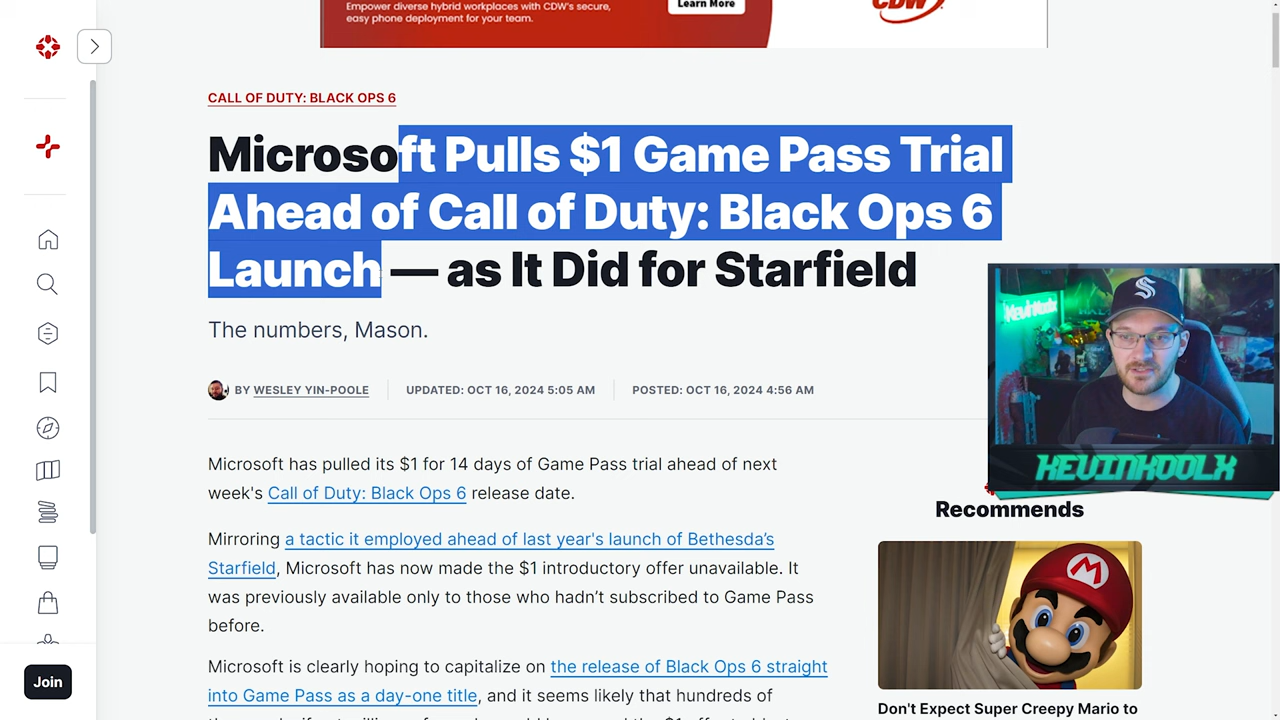 Empower diverse hybrid workplaces with CDW's secure,
easy phone deployment for your team.
Learn More
CDW
CALL OF DUTY: BLACK OPS 6
Microsoft Pulls $1 Game Pass Trial
Ahead of Call of Duty: Black Ops 6
Launch — as It Did for Starfield
The numbers, Mason.
BY WESLEY YIN-POOLE
UPDATED: OCT 16, 2024 5:05 AM
POSTED: OCT 16, 2024 4:56 AM
KEVINKOOLX
Microsoft has pulled its $1 for 14 days of Game Pass trial ahead of next
week's Call of Duty: Black Ops 6 release date.
Mirroring a tactic it employed ahead of last year's launch of Bethesda’s
Starfield, Microsoft has now made the $1 introductory offer unavailable. It
was previously available only to those who hadn’t subscribed to Game Pass
before.
Microsoft is clearly hoping to capitalize on the release of Black Ops 6 straight
into Game Pass as a day-one title, and it seems likely that hundreds of
Recommends
M
Don't Expect Super Creepy Mario to
Join